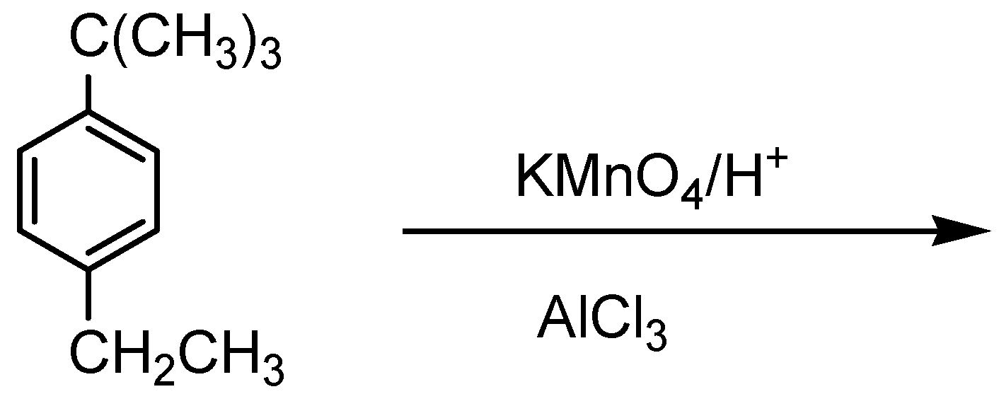 C(CH₃)₃
KMnO₄/H⁺
AlCl₃
CH₂CH₃